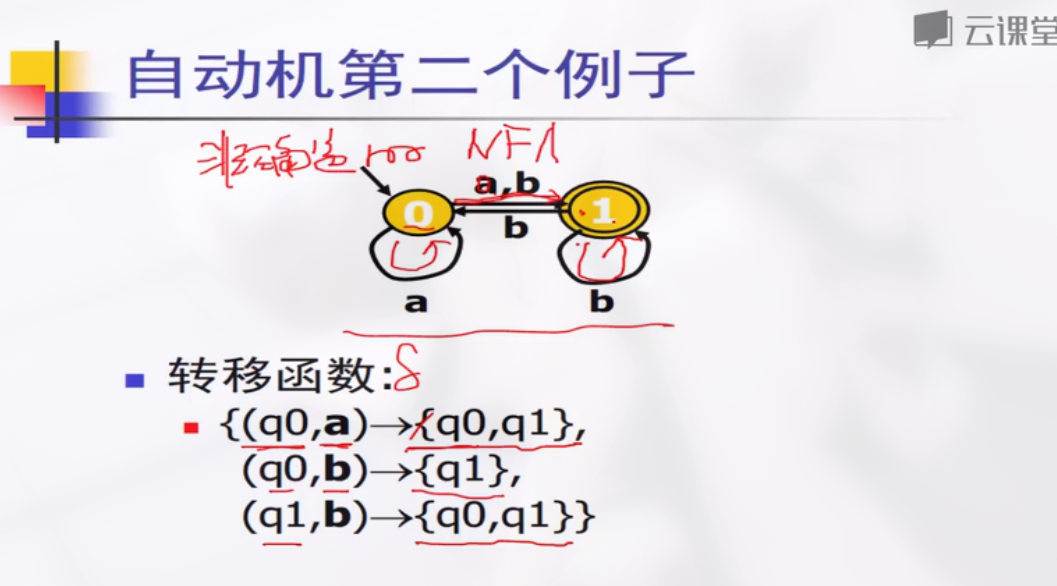 云课堂
自动机第二个例子
非确定 NFA
a,b
0 1
b
a b
转移函数:δ
{(q0,a)→{q0,q1},
(q0,b)→{q1},
(q1,b)→{q0,q1}}